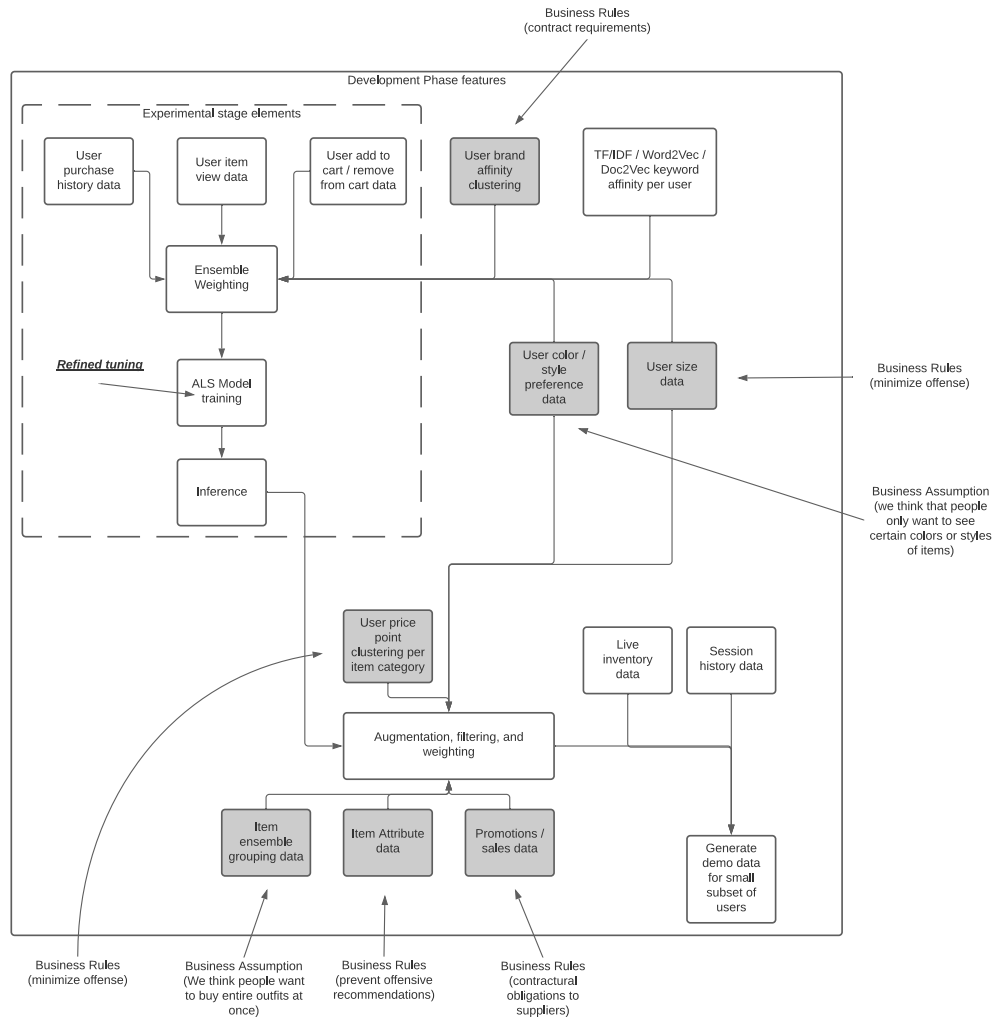 Business Rules
(contract requirements)
Development Phase features
Experimental stage elements
User
purchase
history data
User item
view data
User add to
cart / remove
from cart data
User brand
affinity
clustering
TF/IDF / Word2Vec /
Doc2Vec keyword
affinity per user
Ensemble
Weighting
Refined tuning
ALS Model
training
User color /
style
preference
data
User size
data
Business Rules
(minimize offense)
Inference
Business Assumption
(we think that people
only want to see
certain colors or styles
of items)
User price
point
clustering per
item category
Live
inventory
data
Session
history data
Augmentation, filtering, and
weighting
Item
ensemble
grouping data
Item Attribute
data
Promotions /
sales data
Generate
demo data
for small
subset of
users
Business Rules
(minimize offense)
Business Assumption
(We think people want
to buy entire outfits at
once)
Business Rules
(prevent offensive
recommendations)
Business Rules
(contractural
obligations to
suppliers)